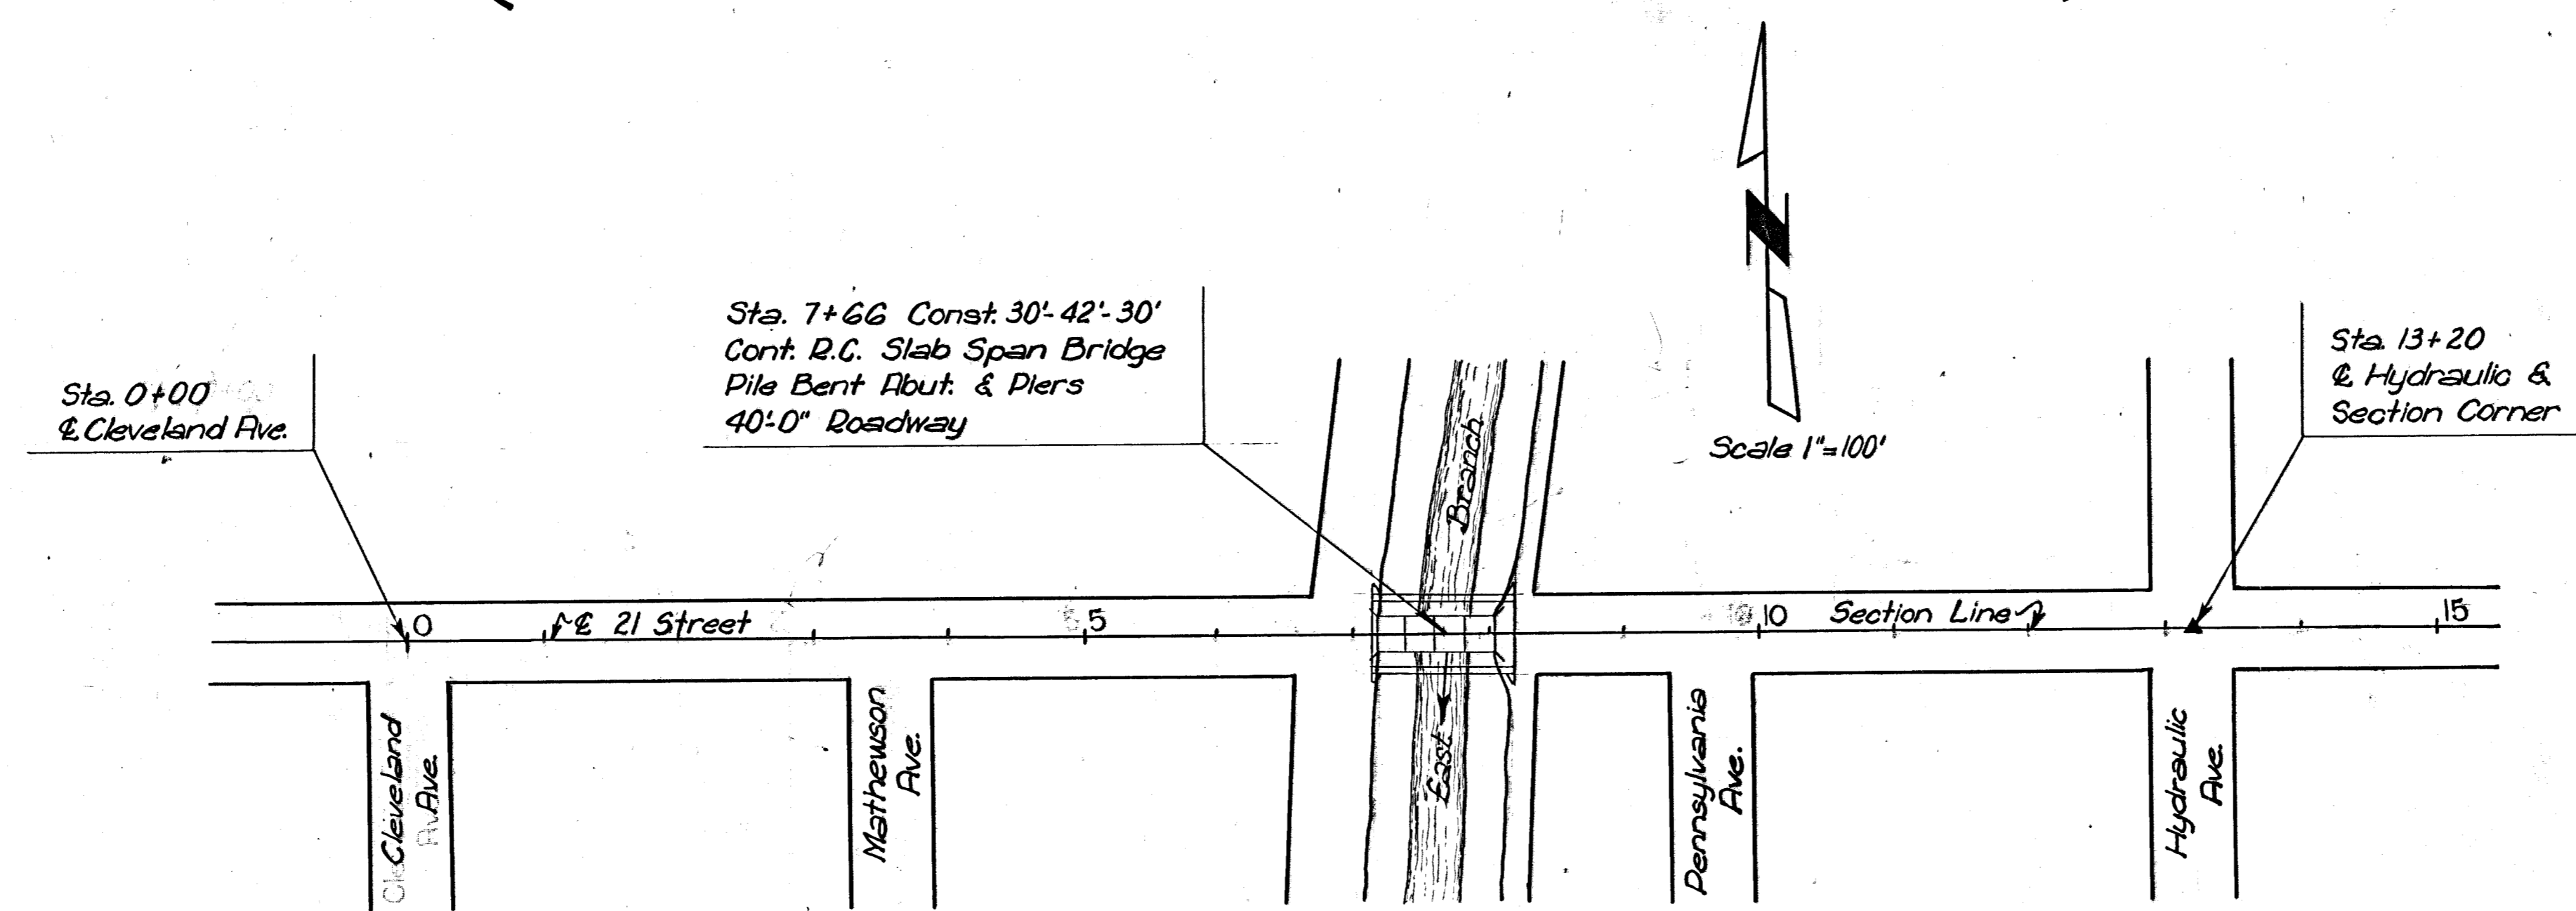 N
Sta. 7+66 Const. 30'-42'-30'
Cont. R.C. Slab Span Bridge
Pile Bent Abut. & Piers
40'-0" Roadway
Sta. 13+20
℄ Hydraulic &
Section Corner
Sta. 0+00
℄ Cleveland Ave.
Scale 1"=100'
Branch
0
℄ 21 Street
5
10
Section Line
15
East
Cleveland
Ave.
Mathewson
Ave.
Pennsylvania
Ave.
Hydraulic
Ave.